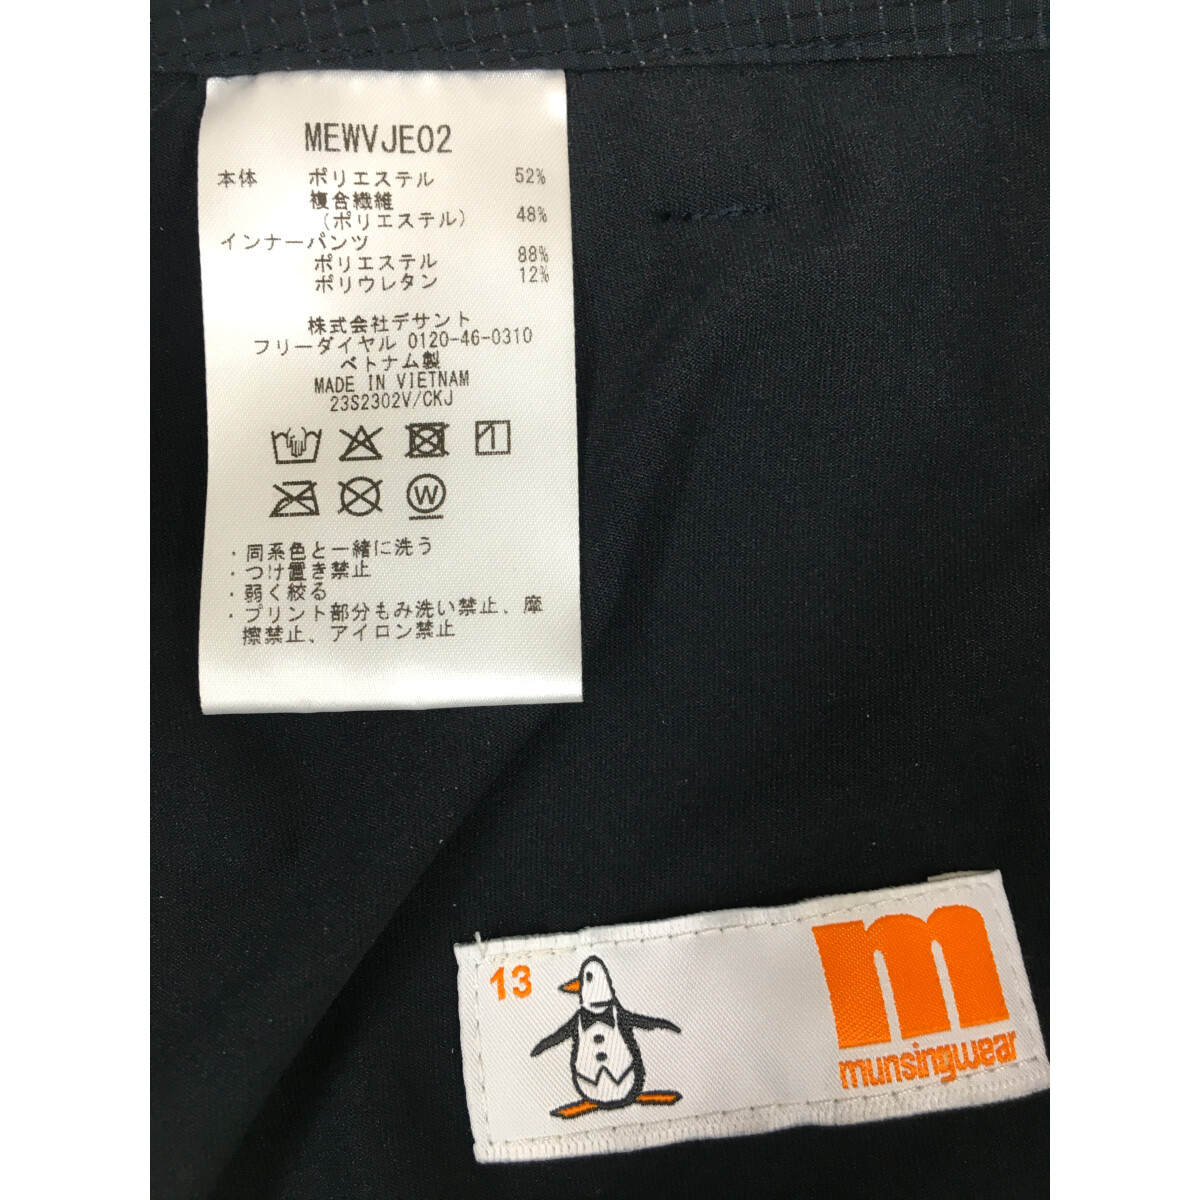 MEWVJE02
本体 ポリエステル 52%
複合繊維
(ポリエステル) 48%
インナーパンツ
ポリエステル 88%
ポリウレタン 12%
株式会社デサント
フリーダイヤル 0120-46-0310
ベトナム製
MADE IN VIETNAM
23S2302V/CKJ
1
W
・同系色と一緒に洗う
・つけ置き禁止
・弱く絞る
・プリント部分もみ洗い禁止、摩
擦禁止、アイロン禁止
13
m
munsingwear